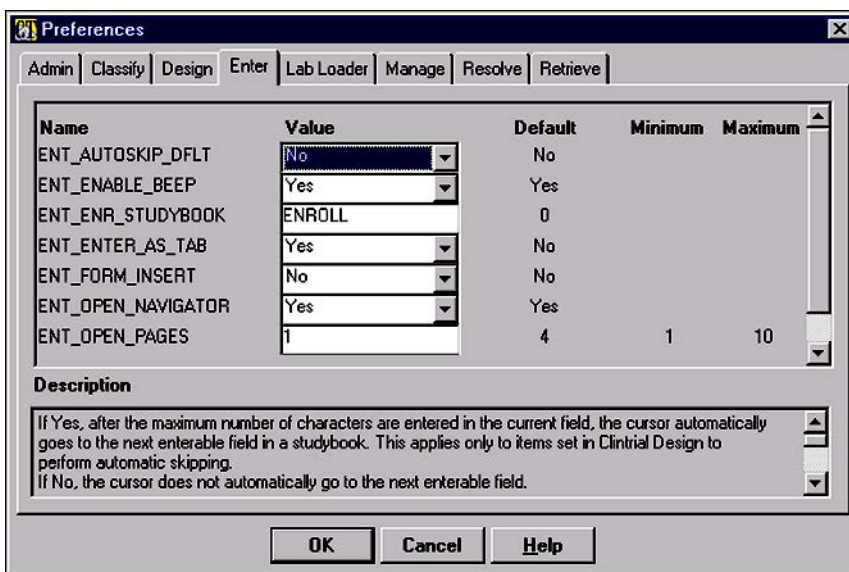 Preferences
Admin Classify Design Enter Lab Loader Manage Resolve Retrieve
Name Value Default Minimum Maximum
ENT_AUTOSKIP_DFLT No No
ENT_ENABLE_BEEP Yes Yes
ENT_ENR_STUDYBOOK ENROLL 0
ENT_ENTER_AS_TAB Yes No
ENT_FORM_INSERT No No
ENT_OPEN_NAVIGATOR Yes Yes
ENT_OPEN_PAGES 1 4 1 10
Description
If Yes, after the maximum number of characters are entered in the current field, the cursor automatically
goes to the next enterable field in a studybook. This applies only to items set in Clintrial Design to
perform automatic skipping.
If No, the cursor does not automatically go to the next enterable field.
OK Cancel Help